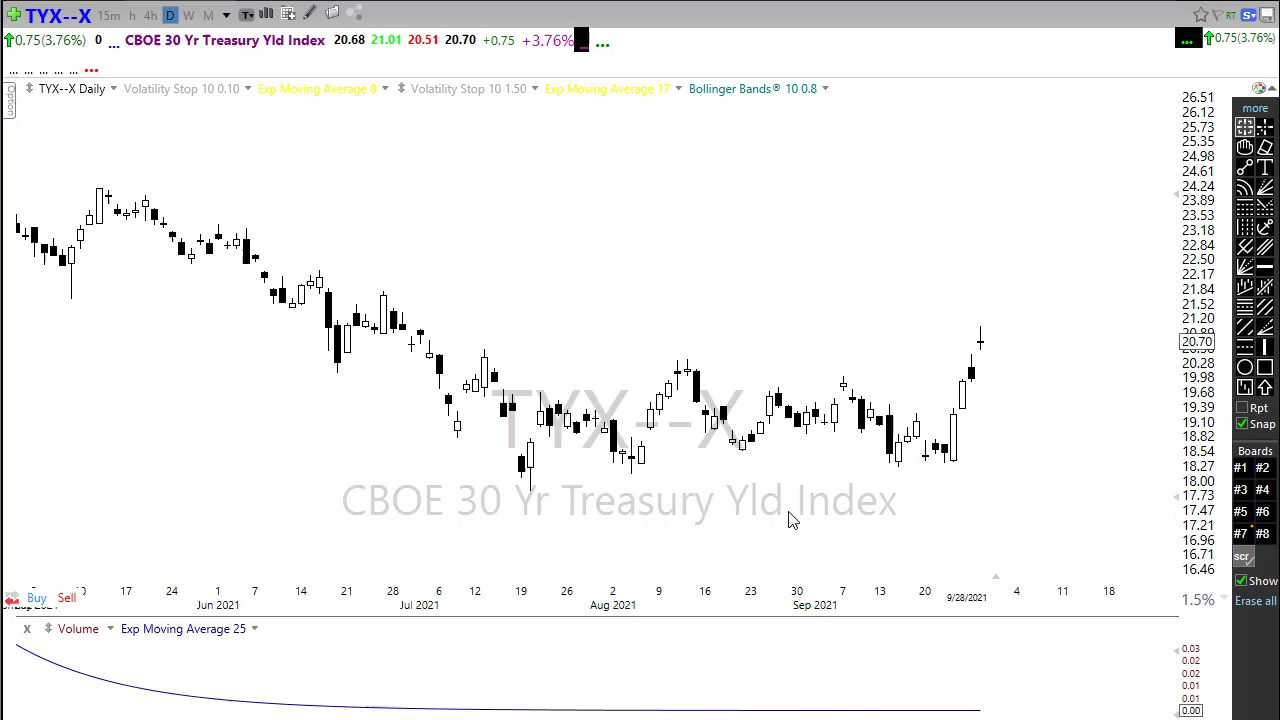 TYX--X 15m h 4h D W M T RT S
0.75(3.76%) 0 ... CBOE 30 Yr Treasury Yld Index 20.68 21.01 20.51 20.70 +0.75 +3.76% ... ... ... 0.75(3.76%)
... ... ... ... ... ...
Option
TYX--X Daily Volatility Stop 10 0.10 Exp Moving Average 8 Volatility Stop 10 1.50 Exp Moving Average 17 Bollinger Bands® 10 0.8
26.51
26.12
25.73
25.35
24.98
24.61
24.24
23.89
23.53
23.18
22.84
22.50
22.17
21.84
21.52
21.20
20.70
20.28
19.98
19.68
19.39
19.10
18.82
18.54
18.27
18.00
17.73
17.47
17.21
16.96
16.71
16.46
TYX--X
CBOE 30 Yr Treasury Yld Index
more
T
Rpt
Snap
Boards
#1 #2
#3 #4
#5 #6
#7 #8
scr
Show
Erase all
17 24 7 14 21 28 6 12 19 26 2 9 16 23 30 7 13 20 9/28/2021 4 11 18
Jun 2021 Jul 2021 Aug 2021 Sep 2021
Buy Sell
1.5%
X Volume Exp Moving Average 25
0.03
0.02
0.02
0.01
0.01
0.00